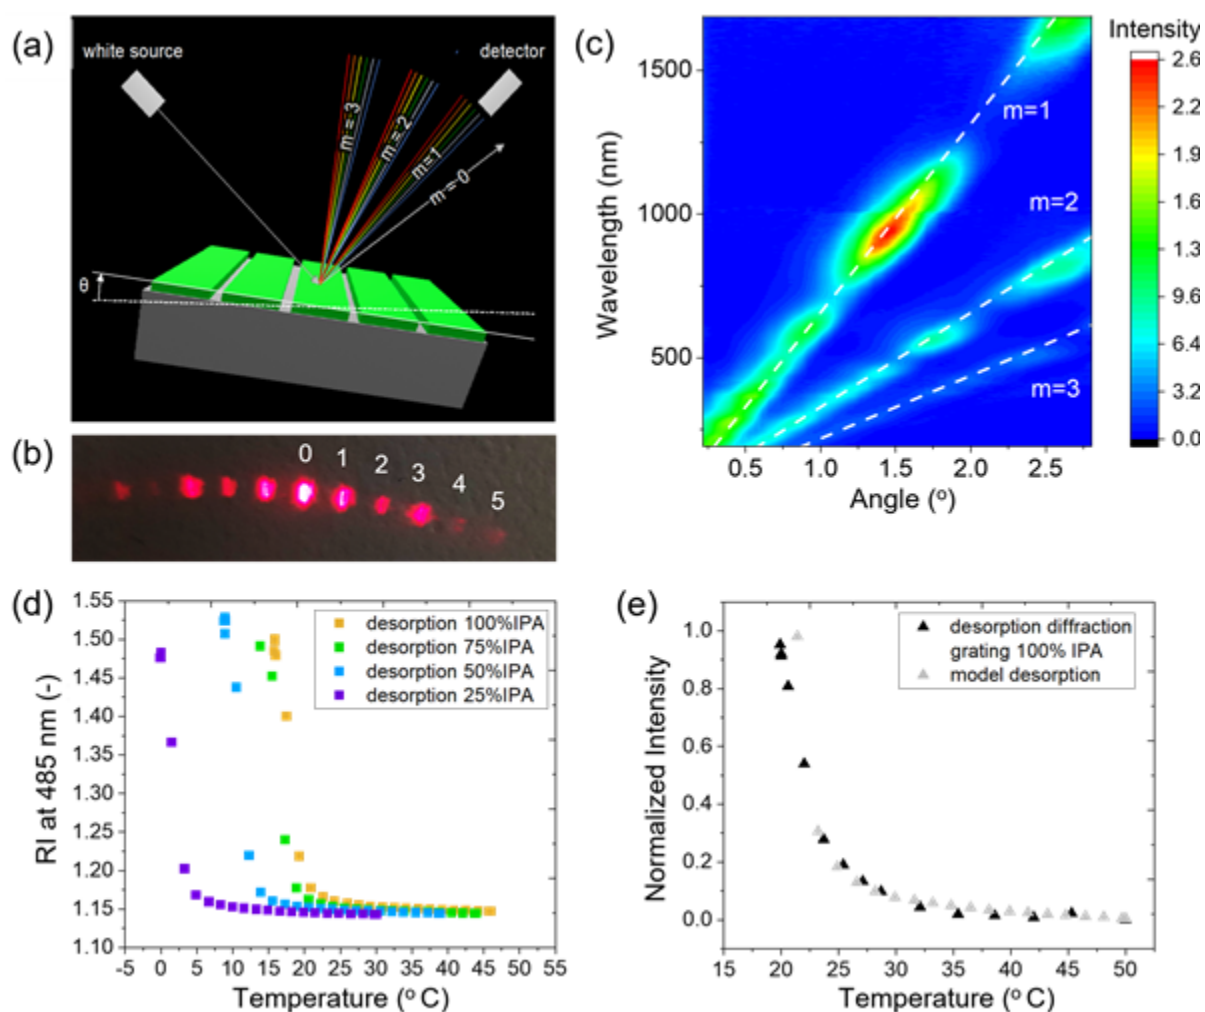 (a)
white source
detector
m = 3
m = 2
m=1
m = 0
θ
(b)
0
1
2
3
4
5
(c)
Wavelength (nm)
1500
1000
500
m=1
m=2
m=3
0.5 1.0 1.5 2.0 2.5
Angle (º)
Intensity
2.6
2.2
1.9
1.6
1.3
9.6
6.4
3.2
0.0
(d)
RI at 485 nm (-)
1.55
1.50
1.45
1.40
1.35
1.30
1.25
1.20
1.15
1.10
desorption 100%IPA
desorption 75%IPA
desorption 50%IPA
desorption 25%IPA
-5 0 5 10 15 20 25 30 35 40 45 50 55
Temperature (º C)
(e)
Normalized Intensity
1.0
0.8
0.6
0.4
0.2
0.0
desorption diffraction
grating 100% IPA
model desorption
15 20 25 30 35 40 45 50
Temperature (º C)